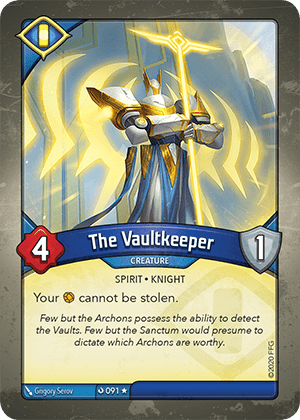 The Vaultkeeper
CREATURE
4
1
SPIRIT • KNIGHT
Your cannot be stolen.
Few but the Archons possess the ability to detect
the Vaults. Few but the Sanctum would presume to
dictate which Archons are worthy.
Grigory Serov
091
©2020 FFG